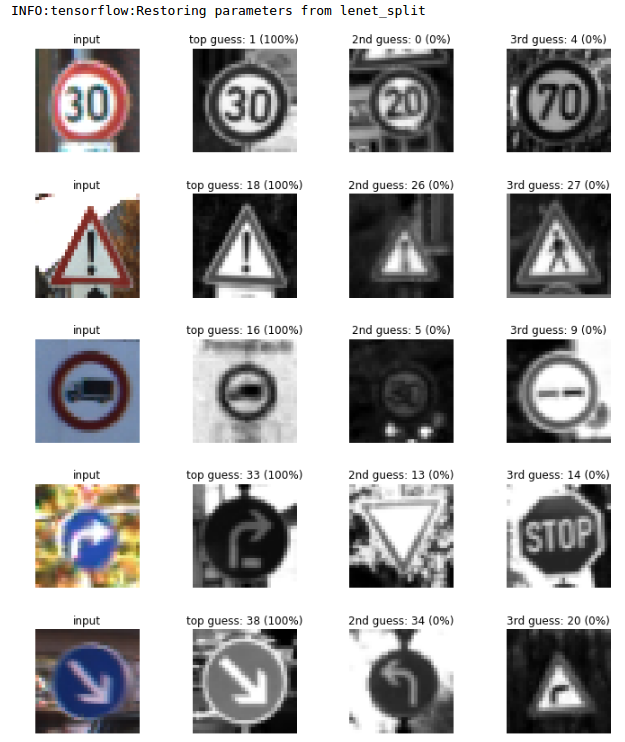 INFO:tensorflow:Restoring parameters from lenet_split
input top guess: 1 (100%) 2nd guess: 0 (0%) 3rd guess: 4 (0%)
30 30 20 70
input top guess: 18 (100%) 2nd guess: 26 (0%) 3rd guess: 27 (0%)
! !
input top guess: 16 (100%) 2nd guess: 5 (0%) 3rd guess: 9 (0%)
input top guess: 33 (100%) 2nd guess: 13 (0%) 3rd guess: 14 (0%)
STOP
input top guess: 38 (100%) 2nd guess: 34 (0%) 3rd guess: 20 (0%)